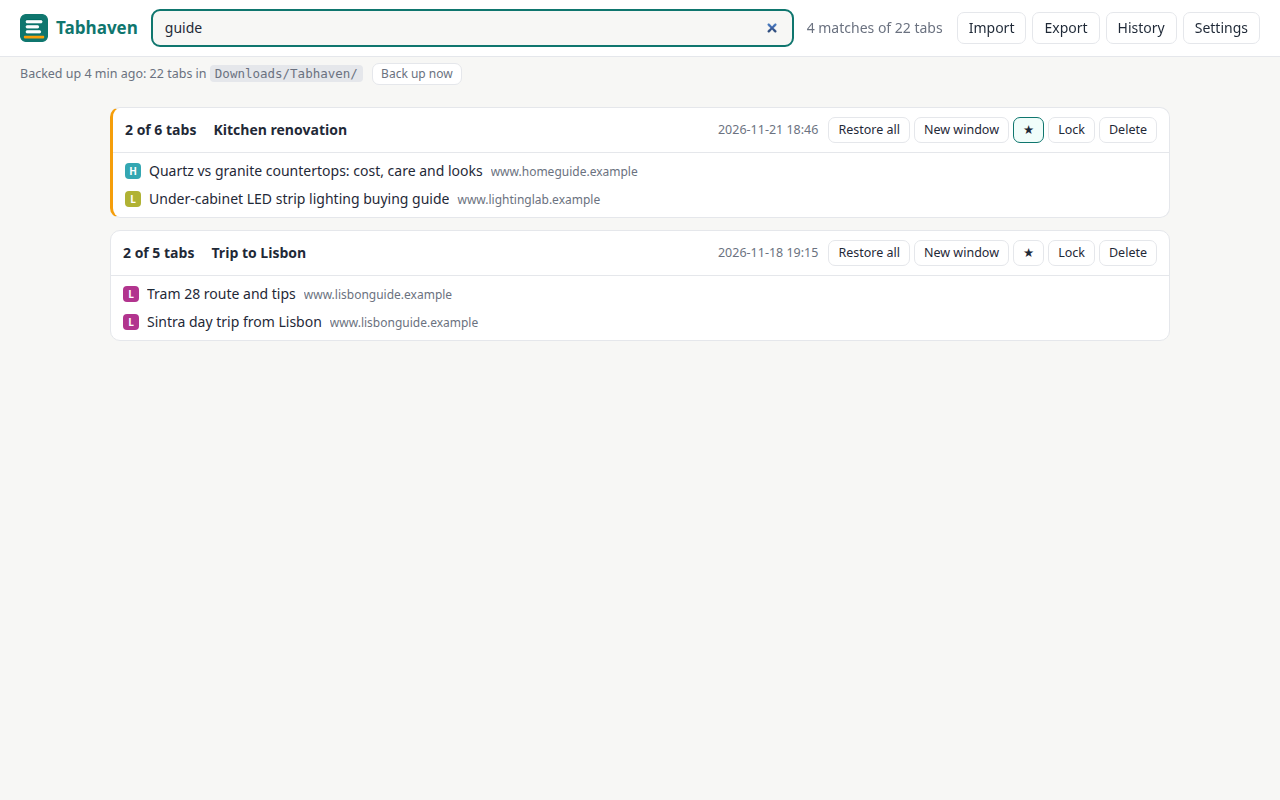 Tabhaven guide × 4 matches of 22 tabs Import Export History Settings
Backed up 4 min ago: 22 tabs in Downloads/Tabhaven/ Back up now
2 of 6 tabs Kitchen renovation 2026-11-21 18:46 Restore all New window ★ Lock Delete
H Quartz vs granite countertops: cost, care and looks www.homeguide.example
L Under-cabinet LED strip lighting buying guide www.lightinglab.example
2 of 5 tabs Trip to Lisbon 2026-11-18 19:15 Restore all New window ★ Lock Delete
L Tram 28 route and tips www.lisbonguide.example
L Sintra day trip from Lisbon www.lisbonguide.example